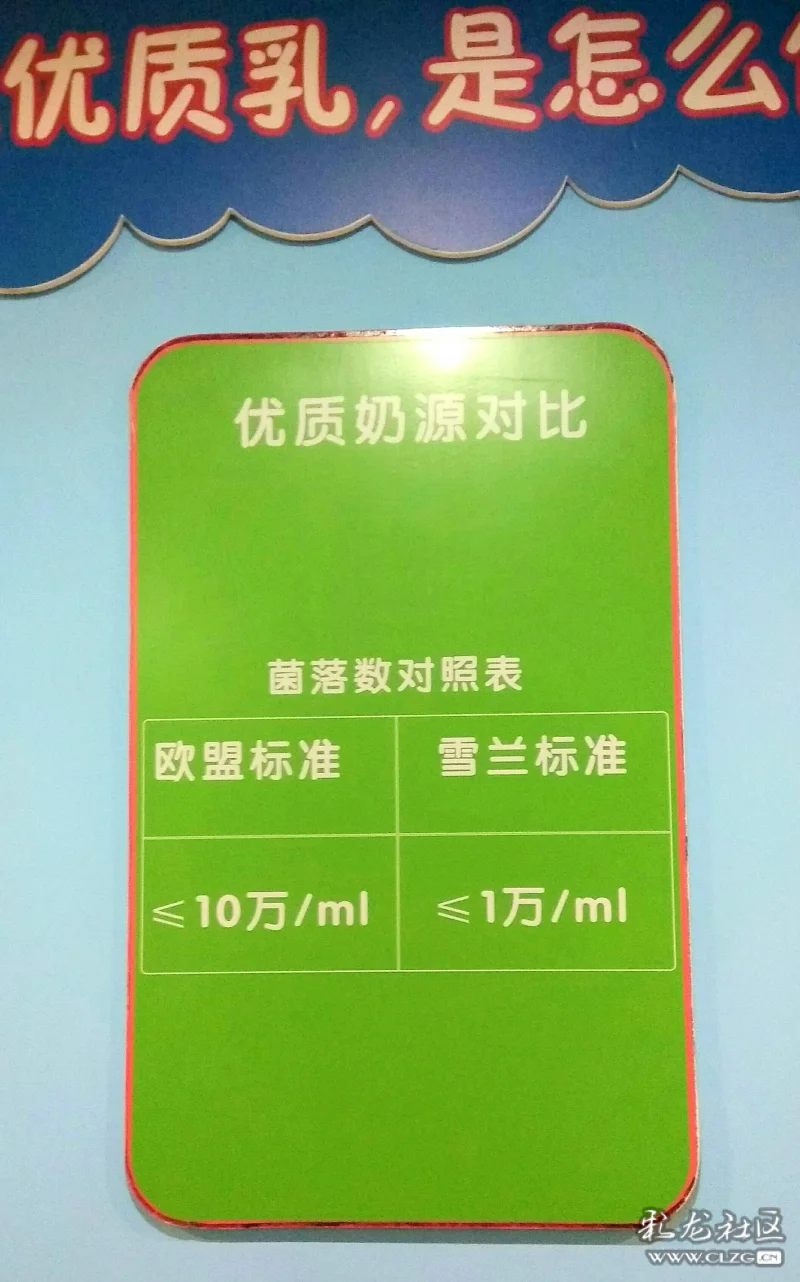 优质乳,是怎么
优质奶源对比
菌落数对照表
欧盟标准 雪兰标准
≤10万/ml ≤1万/ml
彩龙社区
WWW.CLZG.CN